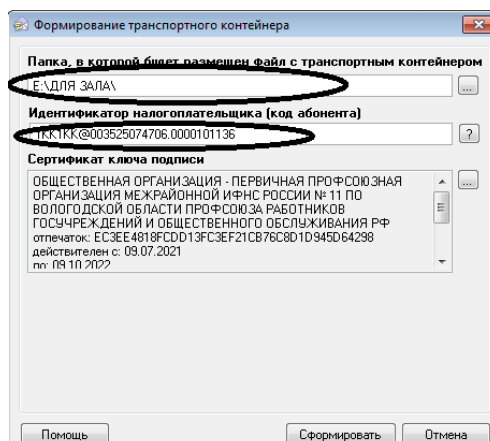 Формирование транспортного контейнера
Папка, в которой будет размещен файл с транспортным контейнером
E:\ДЛЯ ЗАЛА\
...
Идентификатор налогоплательщика (код абонента)
1KK1KK@003525074706.0000101136
?
Сертификат ключа подписи
ОБЩЕСТВЕННАЯ ОРГАНИЗАЦИЯ - ПЕРВИЧНАЯ ПРОФСОЮЗНАЯ
ОРГАНИЗАЦИЯ МЕЖРАЙОННОЙ ИФНС РОССИИ № 11 ПО
ВОЛОГОДСКОЙ ОБЛАСТИ ПРОФСОЮЗА РАБОТНИКОВ
ГОСУЧРЕЖДЕНИЙ И ОБЩЕСТВЕННОГО ОБСЛУЖИВАНИЯ РФ
отпечаток: EC3EE4818FCDD13FC3EF21CB76C8D1D945D64298
действителен с: 09.07.2021
по: 09.10.2022
...
Помощь
Сформировать
Отмена